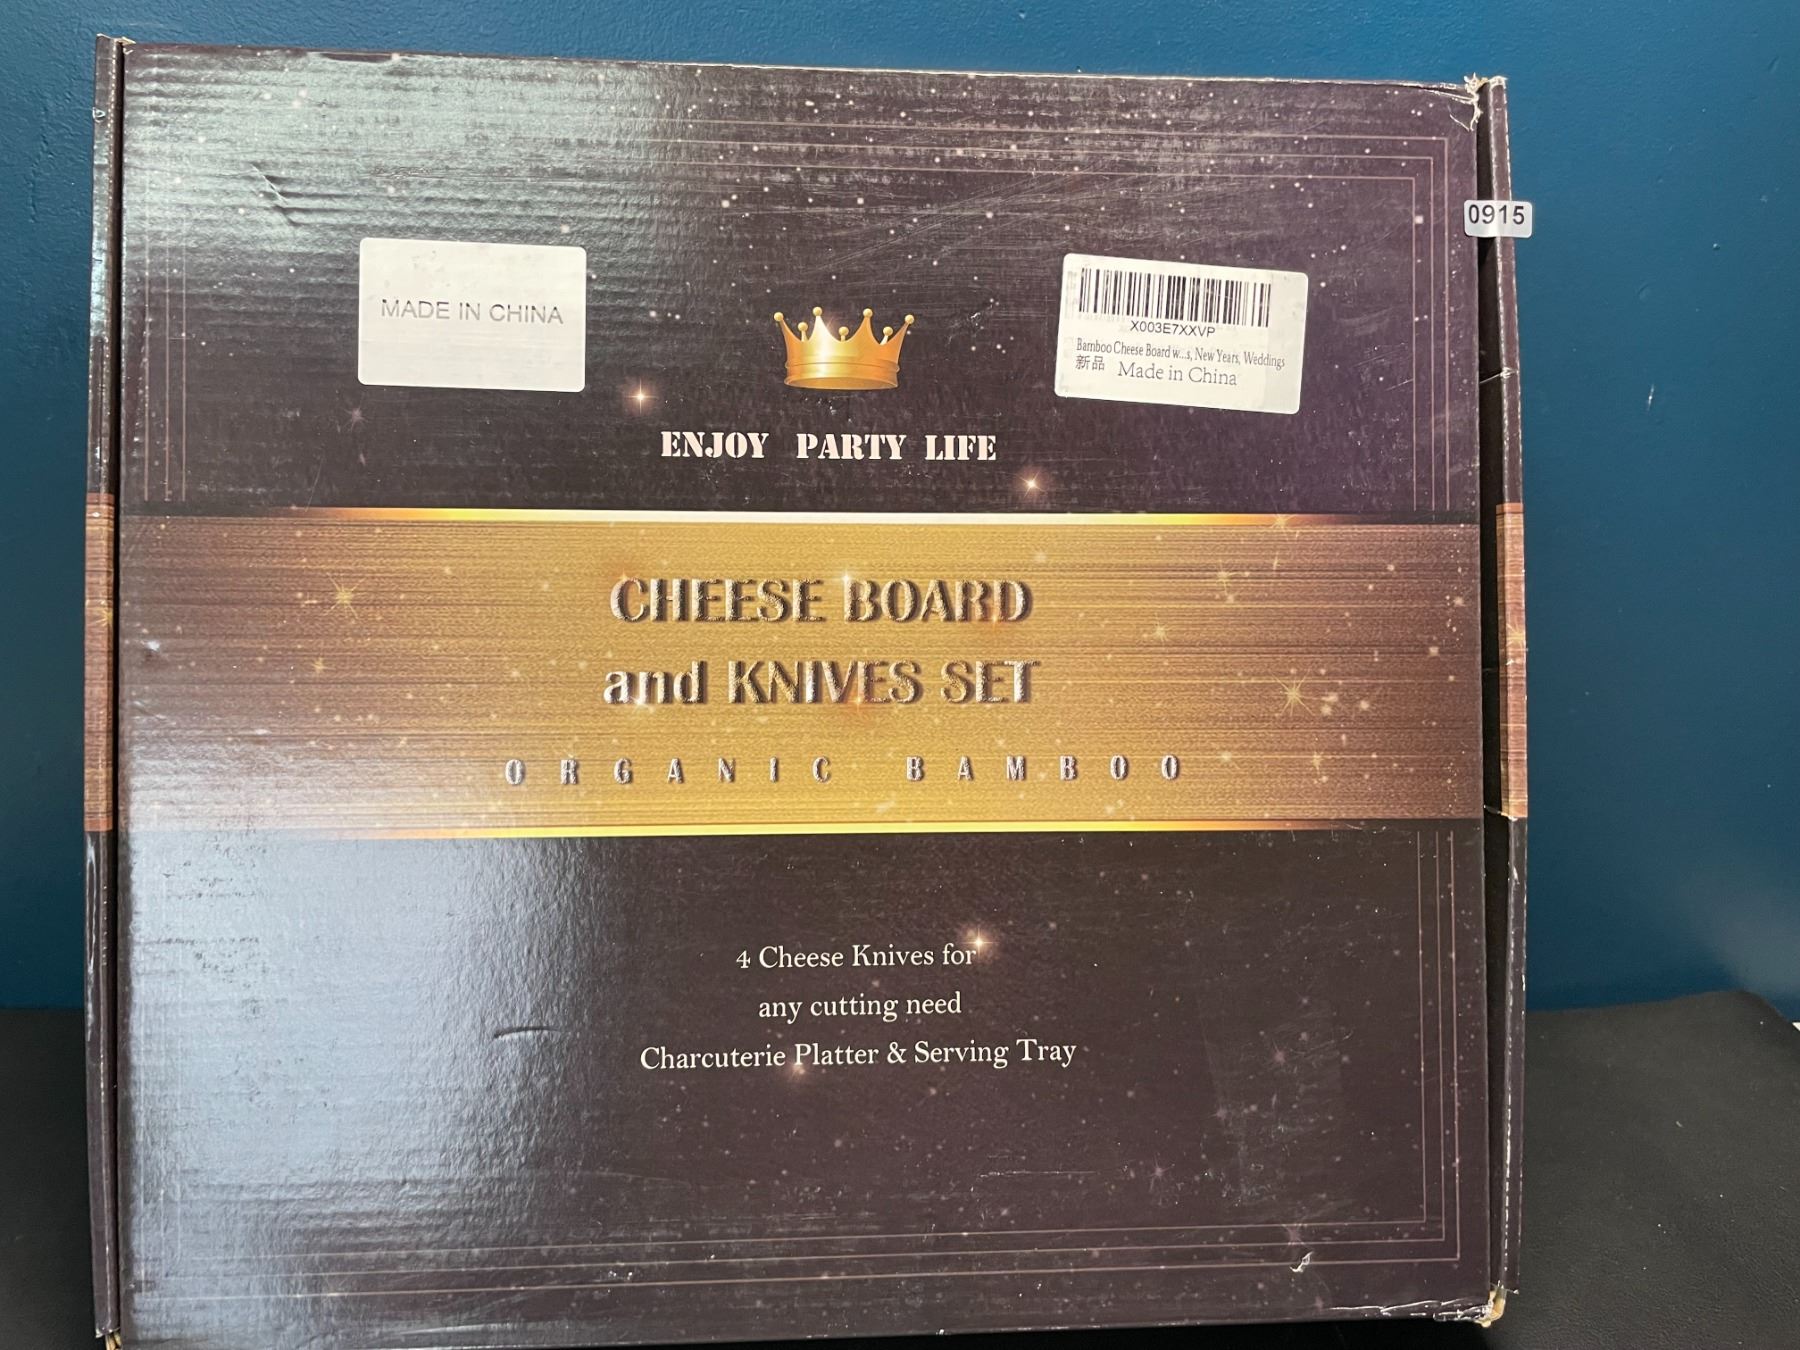 0915
MADE IN CHINA
X003E7XXVP
Bamboo Cheese Board w...s, New Years, Weddings
新品 Made in China
ENJOY PARTY LIFE
CHEESE BOARD
and KNIVES SET
ORGANIC BAMBOO
4 Cheese Knives for
any cutting need
Charcuterie Platter & Serving Tray